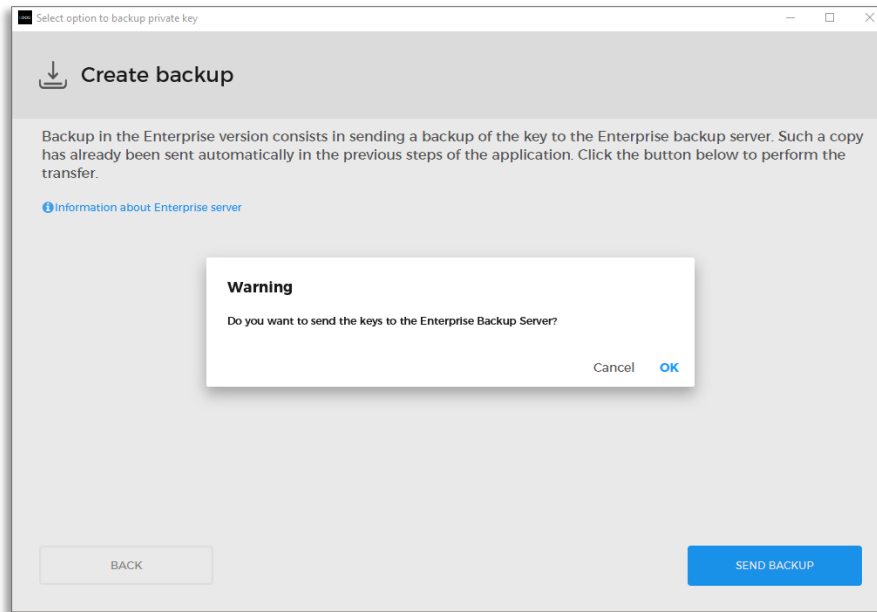 Select option to backup private key
Create backup
Backup in the Enterprise version consists in sending a backup of the key to the Enterprise backup server. Such a copy
has already been sent automatically in the previous steps of the application. Click the button below to perform the
transfer.
Information about Enterprise server
Warning
Do you want to send the keys to the Enterprise Backup Server?
Cancel OK
BACK SEND BACKUP